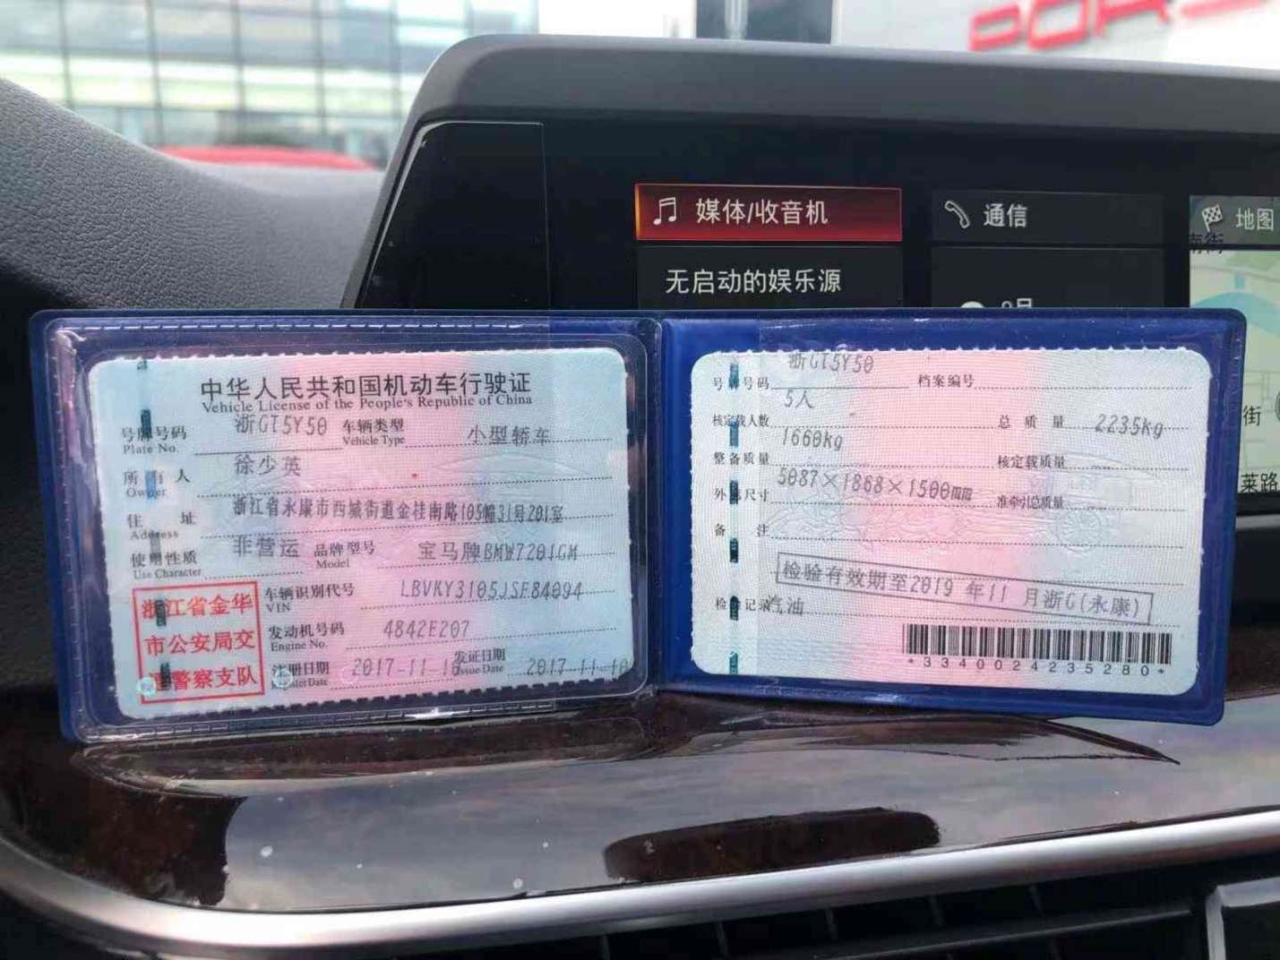 媒体/收音机
通信
地图
南街
无启动的娱乐源
街
莱路
中华人民共和国机动车行驶证
Vehicle License of the People's Republic of China
号牌号码 浙GT5Y50 车辆类型 小型轿车
Plate No. Vehicle Type
所有人 徐少英
Owner
住址 浙江省永康市西城街道金桂南路105幢31号201室
Address
使用性质 非营运 品牌型号 宝马牌BMW7201GM
Use Character Model
浙江省金华
市公安局交
警察支队
车辆识别代号 LBVKY3105JSE84094
VIN
发动机号码 4842E207
Engine No.
注册日期 2017-11-10 发证日期 2017-11-10
Register Date Issue Date
号牌号码 浙GT5Y50 档案编号
核定载人数 5人 总质量 2235kg
整备质量 1660kg 核定载质量
外廓尺寸 5087×1868×1500mm 准牵引总质量
备注
检验有效期至2019年11月浙G(永康)
检验记录 汽油
*3340024235280*